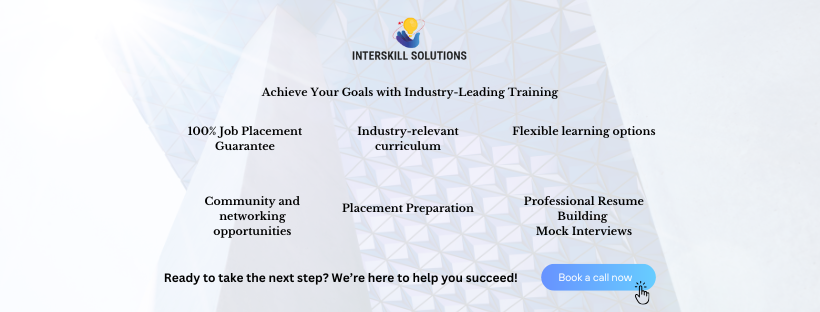 INTERSKILL SOLUTIONS
Achieve Your Goals with Industry-Leading Training
100% Job Placement
Guarantee
Industry-relevant
curriculum
Flexible learning options
Community and
networking
opportunities
Placement Preparation
Professional Resume
Building
Mock Interviews
Ready to take the next step? We’re here to help you succeed!
Book a call now